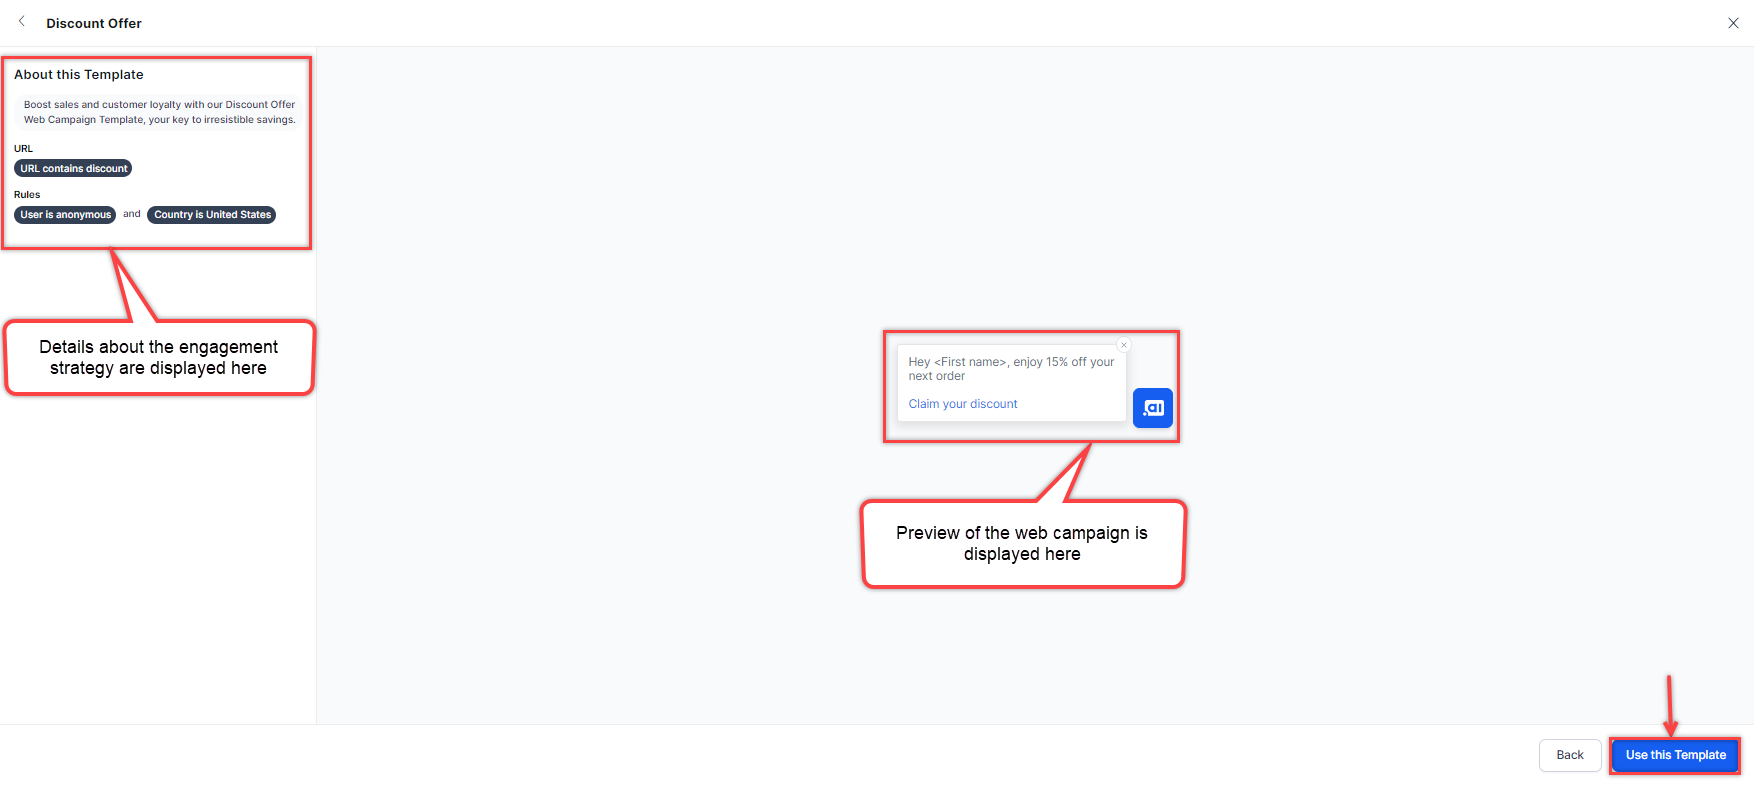 Discount Offer
About this Template
Boost sales and customer loyalty with our Discount Offer
Web Campaign Template, your key to irresistible savings.
URL
URL contains discount
Rules
User is anonymous and Country is United States
Details about the engagement
strategy are displayed here
Hey <First name>, enjoy 15% off your
next order
Claim your discount
.ai
Preview of the web campaign is
displayed here
Back
Use this Template